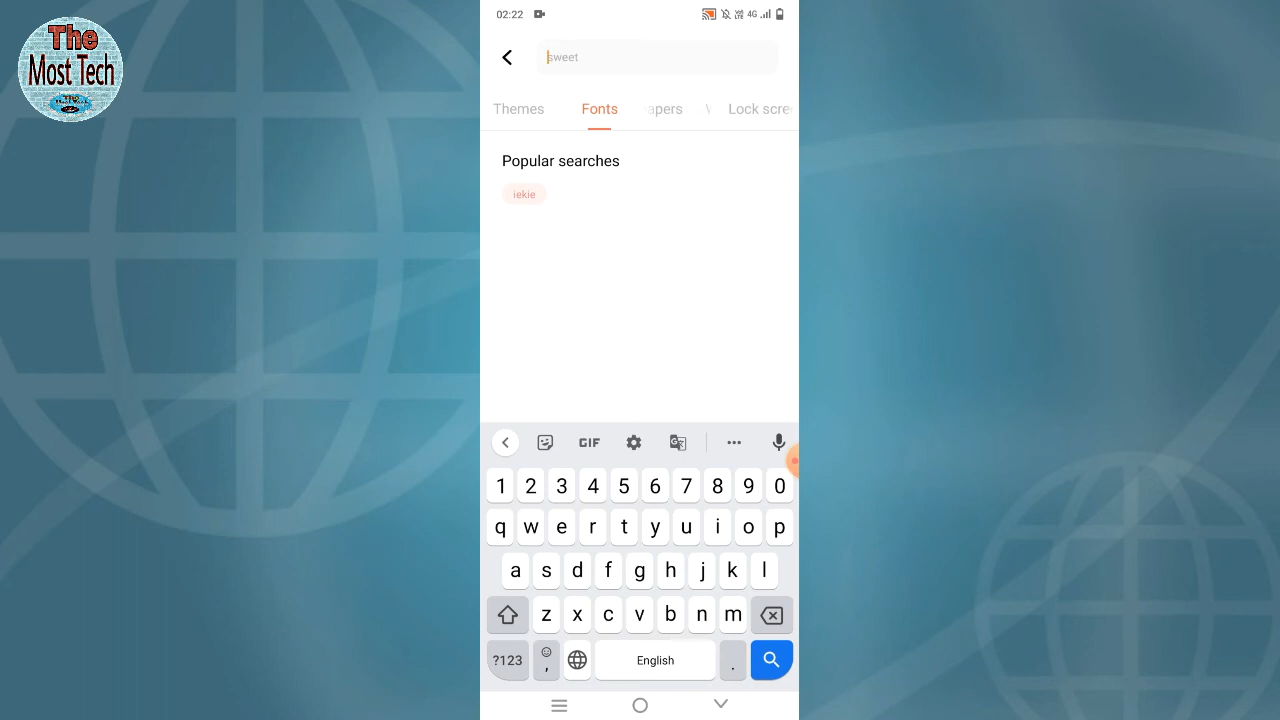 The
Most Tech
02:22
4G
sweet
Themes
Fonts
apers
Lock scre
Popular searches
iekie
GIF
1 2 3 4 5 6 7 8 9 0
q w e r t y u i o p
a s d f g h j k l
z x c v b n m
?123
,
English
.